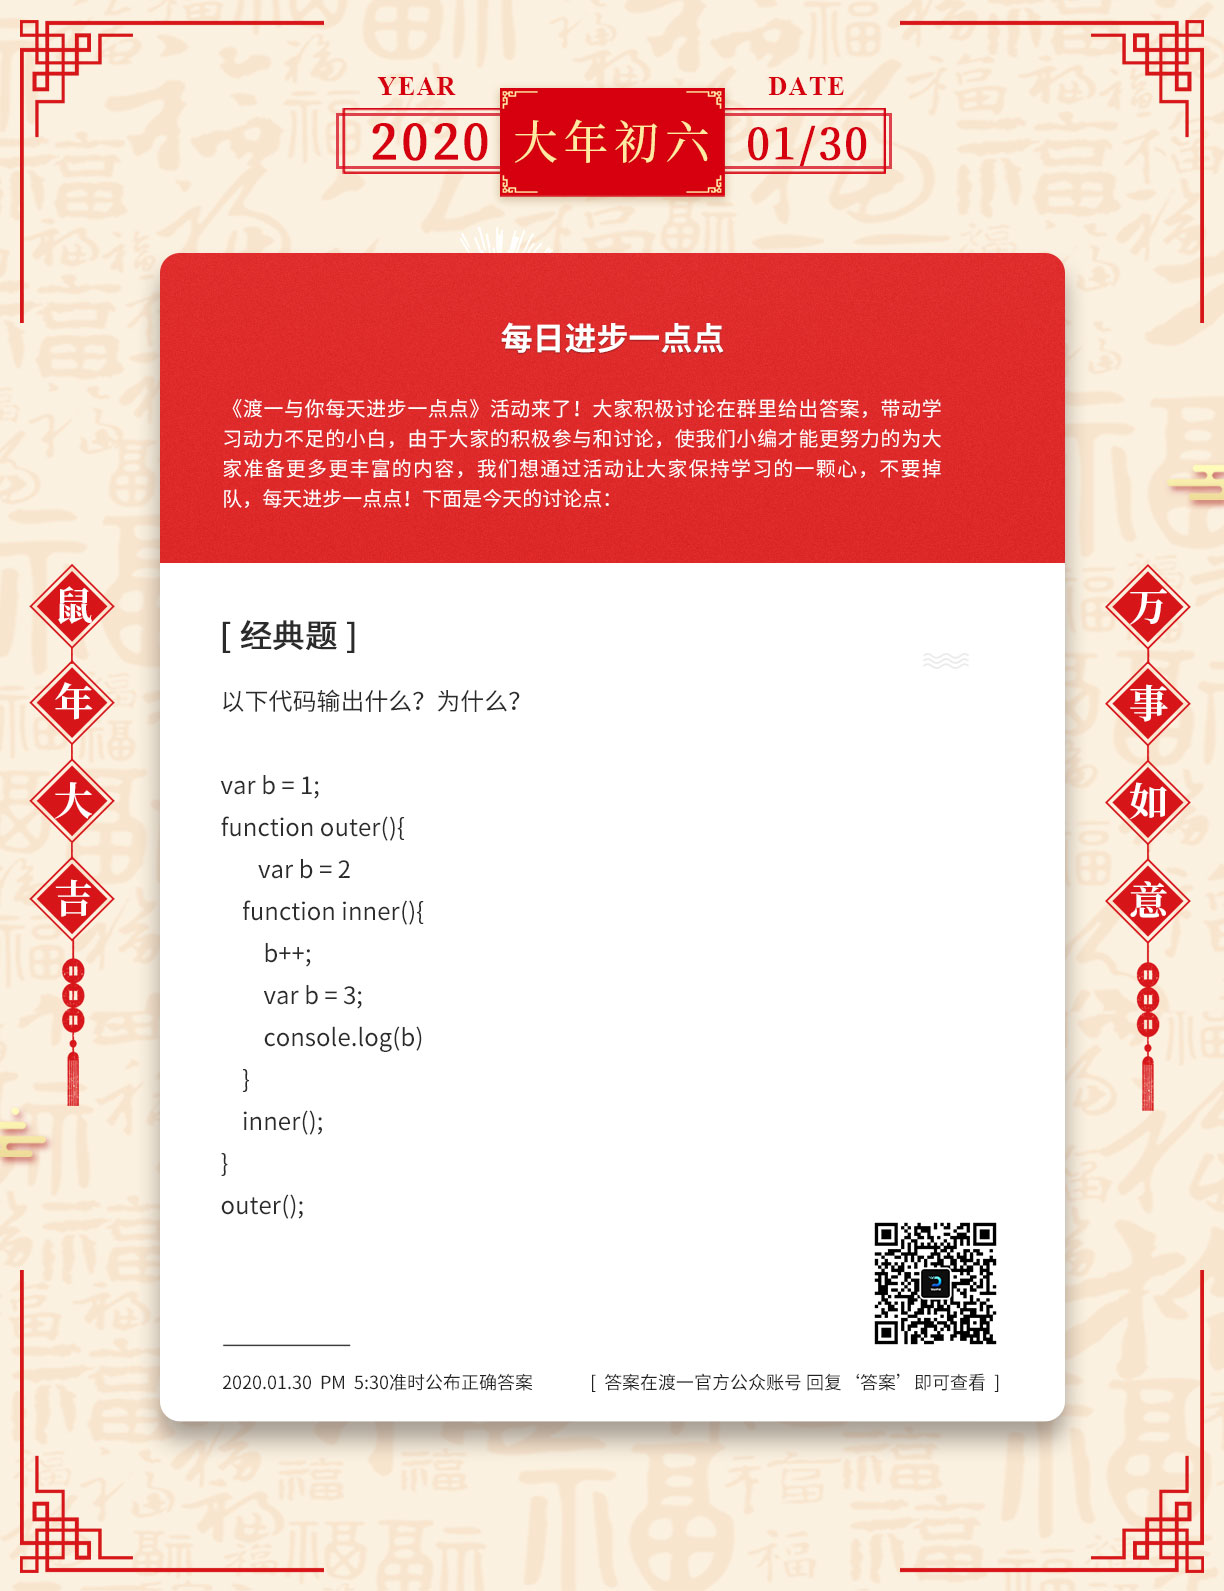 YEAR
DATE
2020
大年初六
01/30
每日进步一点点
《渡一与你每天进步一点点》活动来了！大家积极讨论在群里给出答案，带动学
习动力不足的小白，由于大家的积极参与和讨论，使我们小编才能更努力的为大
家准备更多更丰富的内容，我们想通过活动让大家保持学习的一颗心，不要掉
队，每天进步一点点！下面是今天的讨论点：
鼠年大吉
万事如意
[ 经典题 ]
以下代码输出什么？为什么？
var b = 1;
function outer(){
var b = 2
function inner(){
b++;
var b = 3;
console.log(b)
}
inner();
}
outer();
2020.01.30 PM 5:30准时公布正确答案
[ 答案在渡一官方公众账号 回复‘答案’即可查看 ]